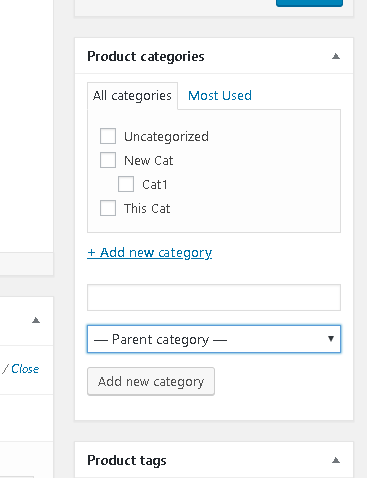 Product categories
All categories Most Used
Uncategorized
New Cat
Cat1
This Cat
+ Add new category
— Parent category —
/ Close
Add new category
Product tags